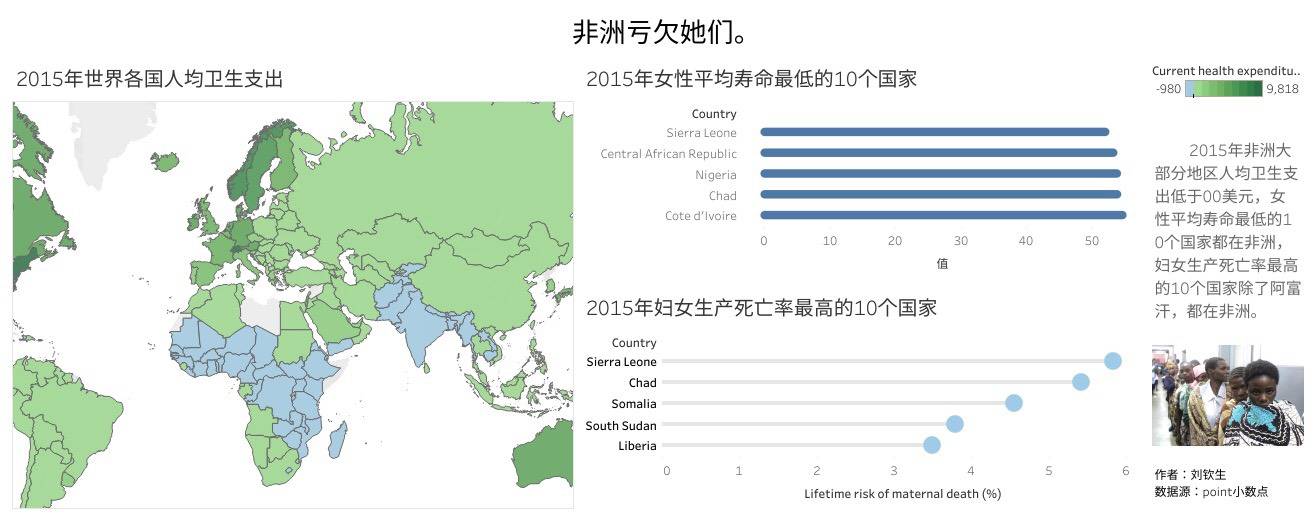 非洲亏欠她们。
2015年世界各国人均卫生支出
2015年女性平均寿命最低的10个国家
Country
Sierra Leone
Central African Republic
Nigeria
Chad
Cote d'Ivoire
0 10 20 30 40 50
值
2015年妇女生产死亡率最高的10个国家
Country
Sierra Leone
Chad
Somalia
South Sudan
Liberia
0 1 2 3 4 5 6
Lifetime risk of maternal death (%)
Current health expenditu..
-980 9,818
2015年非洲大
部分地区人均卫生支
出低于00美元，女
性平均寿命最低的1
0个国家都在非洲，
妇女生产死亡率最高
的10个国家除了阿富
汗，都在非洲。
作者：刘钦生
数据源：point小数点